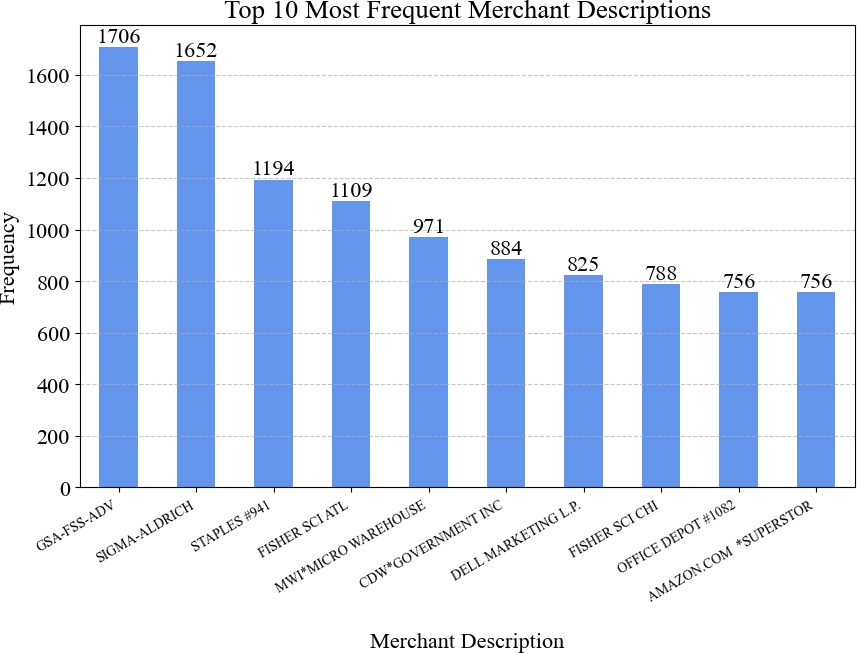 Top 10 Most Frequent Merchant Descriptions
1706
1652
1194
1109
971
884
825
788
756
756
1600
1400
1200
1000
800
600
400
200
0
Frequency
GSA-FSS-ADV
SIGMA-ALDRICH
STAPLES #941
FISHER SCI ATL
MWI*MICRO WAREHOUSE
CDW*GOVERNMENT INC
DELL MARKETING L.P.
FISHER SCI CHI
OFFICE DEPOT #1082
AMAZON.COM *SUPERSTOR
Merchant Description